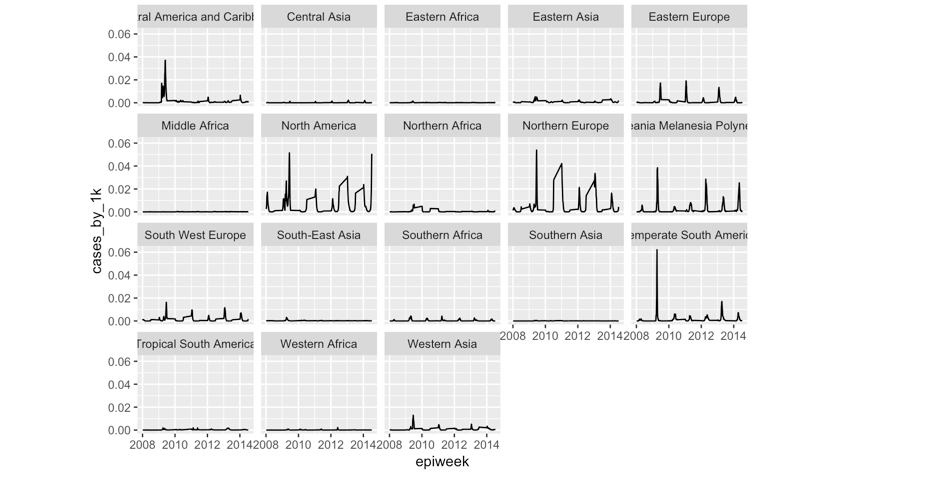 ral America and Caribb Central Asia Eastern Africa Eastern Asia Eastern Europe
0.06
0.04
0.02
0.00
Middle Africa North America Northern Africa Northern Europe eania Melanesia Polyne
0.06
0.04
0.02
0.00
South West Europe South-East Asia Southern Africa Southern Asia emperate South Americ
0.06
0.04
0.02
0.00
2008 2010 2012 2014 2008 2010 2012 2014
Tropical South America Western Africa Western Asia
0.06
0.04
0.02
0.00
2008 2010 2012 2014 2008 2010 2012 2014 2008 2010 2012 2014
cases_by_1k
epiweek